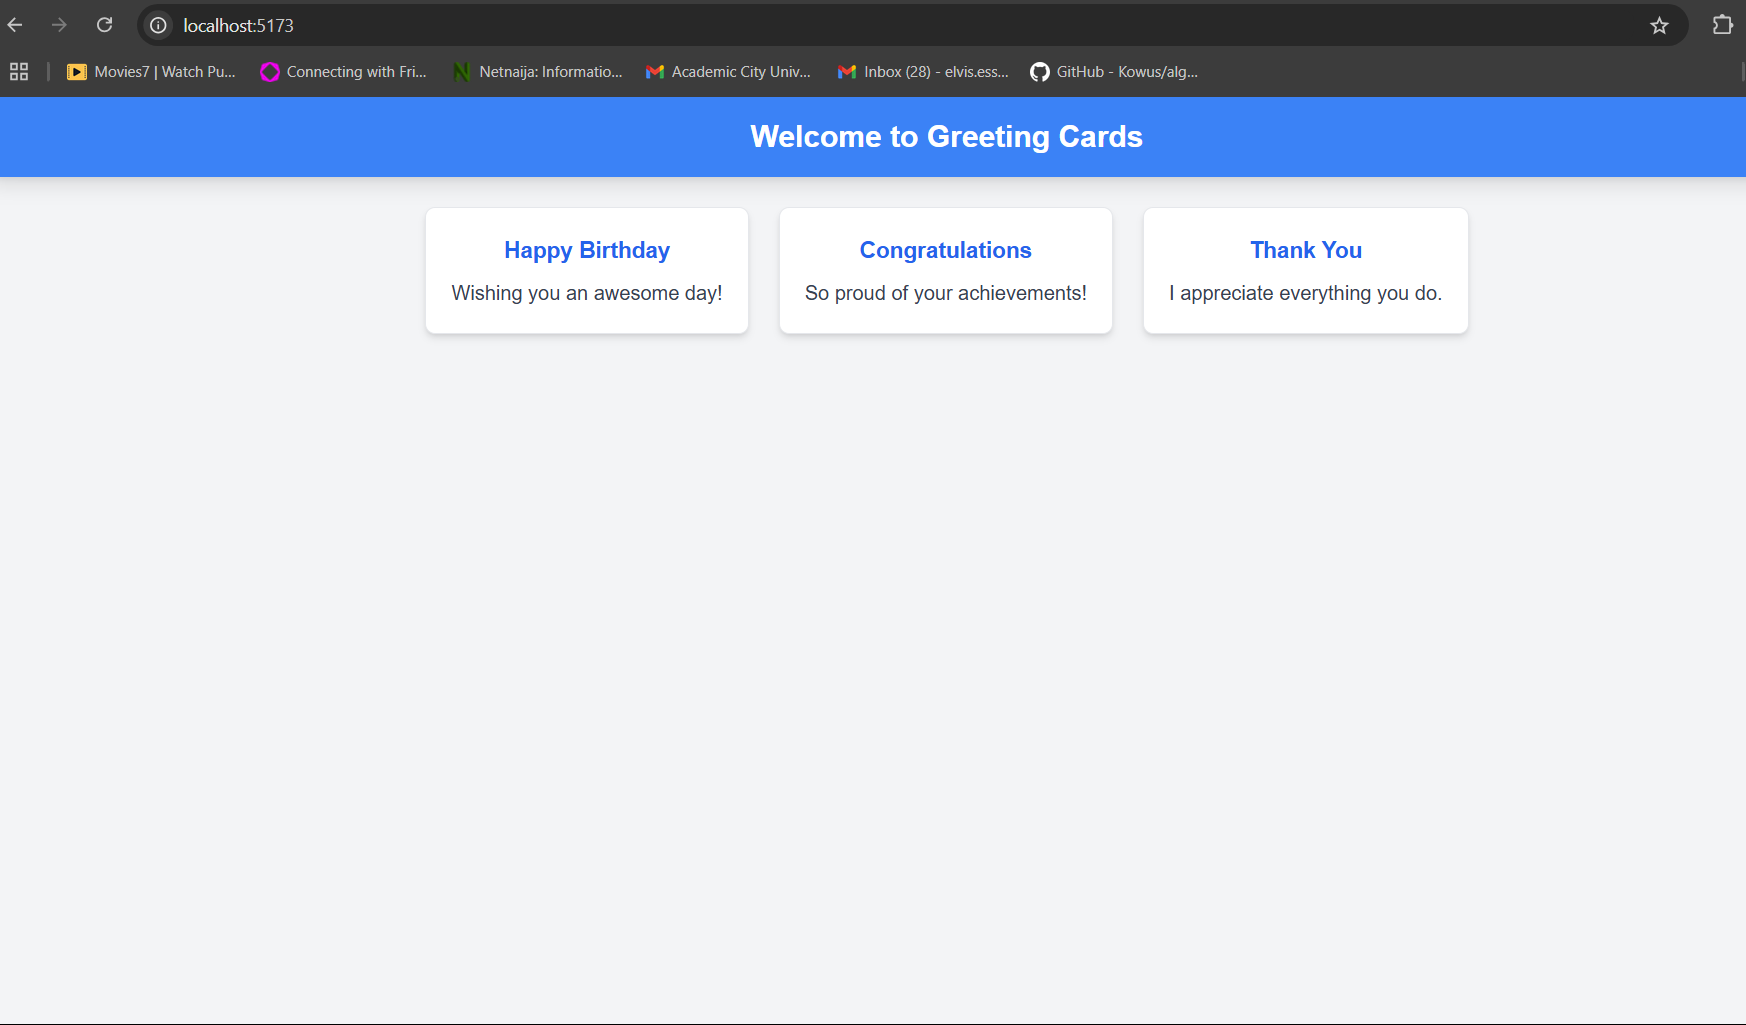 localhost:5173
Movies7 | Watch Pu...
Connecting with Fri...
Netnaija: Informatio...
Academic City Univ...
Inbox (28) - elvis.ess...
GitHub - Kowus/alg...
Welcome to Greeting Cards
Happy Birthday
Wishing you an awesome day!
Congratulations
So proud of your achievements!
Thank You
I appreciate everything you do.